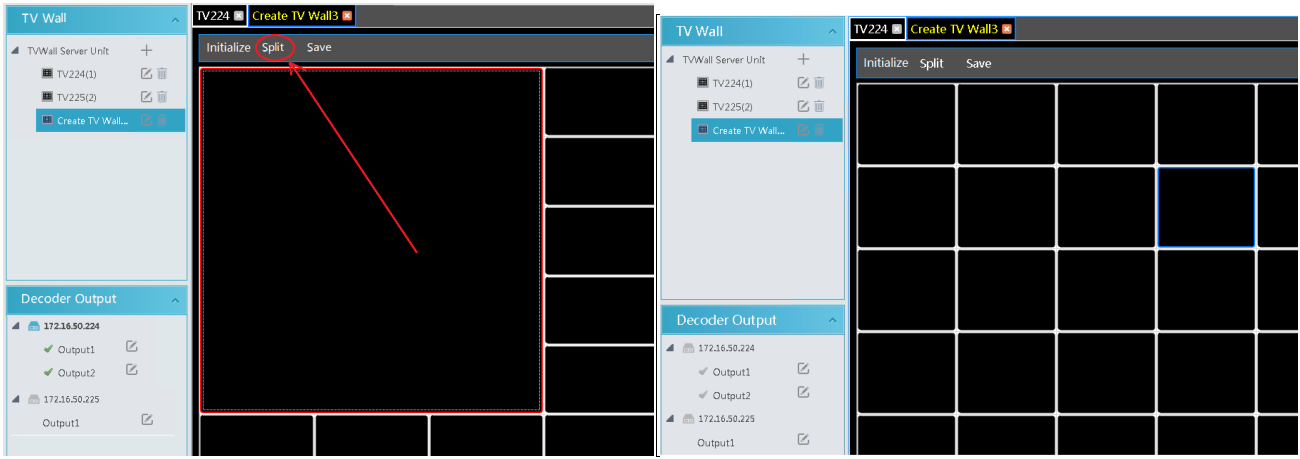 TV Wall
TV224 Create TV Wall3
TVWall Server Unit
Initialize Split Save
TV224(1)
TV225(2)
Create TV Wall...
Decoder Output
172.16.50.224
Output1
Output2
172.16.50.225
Output1
TV Wall
TV224 Create TV Wall3
TVWall Server Unit
Initialize Split Save
TV224(1)
TV225(2)
Create TV Wall...
Decoder Output
172.16.50.224
Output1
Output2
172.16.50.225
Output1